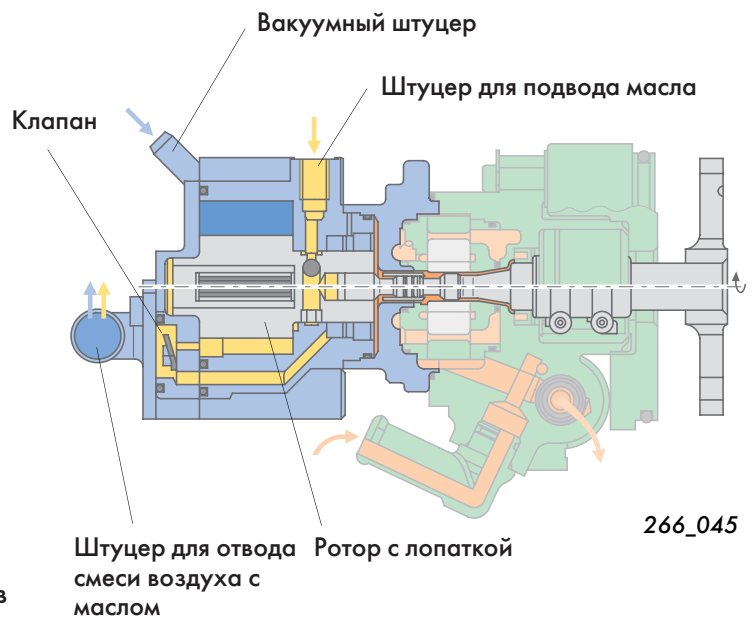 Вакуумный штуцер
Штуцер для подвода масла
Клапан
266_045
Штуцер для отвода
смеси воздуха с
маслом
Ротор с лопаткой
в